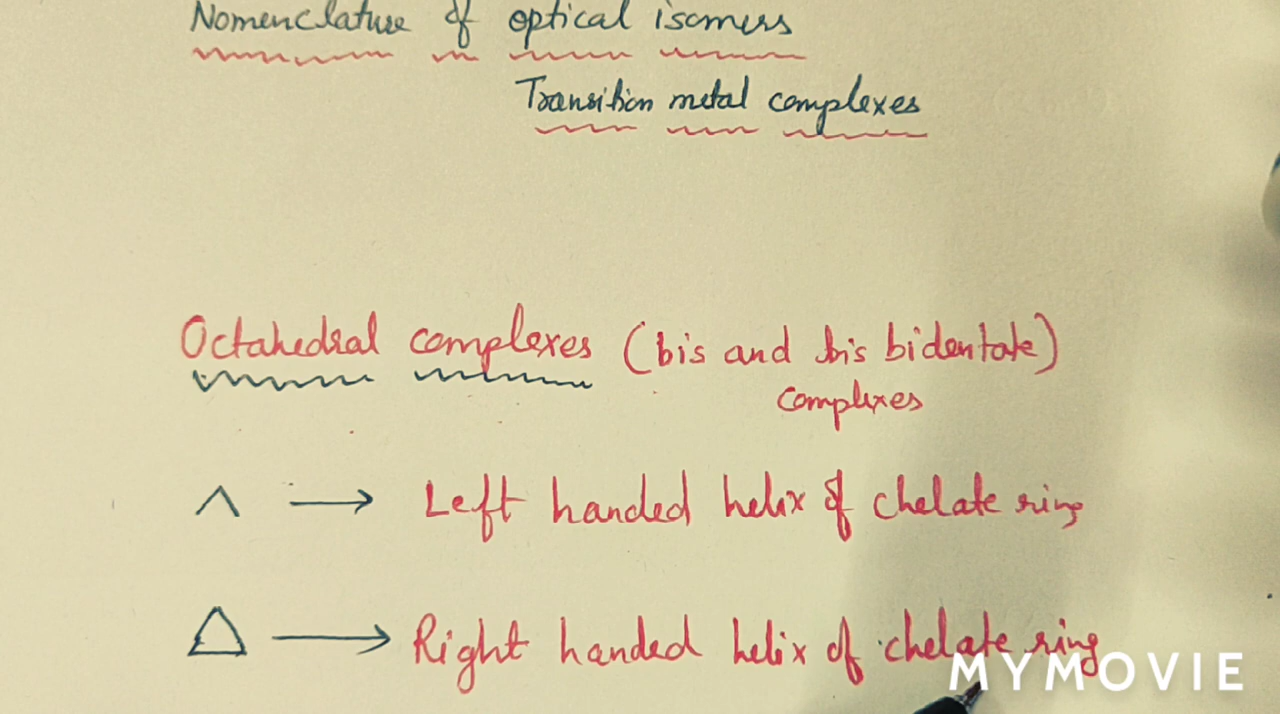 Nomenclature of optical isomers
Transition metal complexes
Octahedral complexes (bis and bis bidentate)
complexes
Λ → Left handed helix of chelate ring
Δ → Right handed helix of chelate ring
MYMOVIE